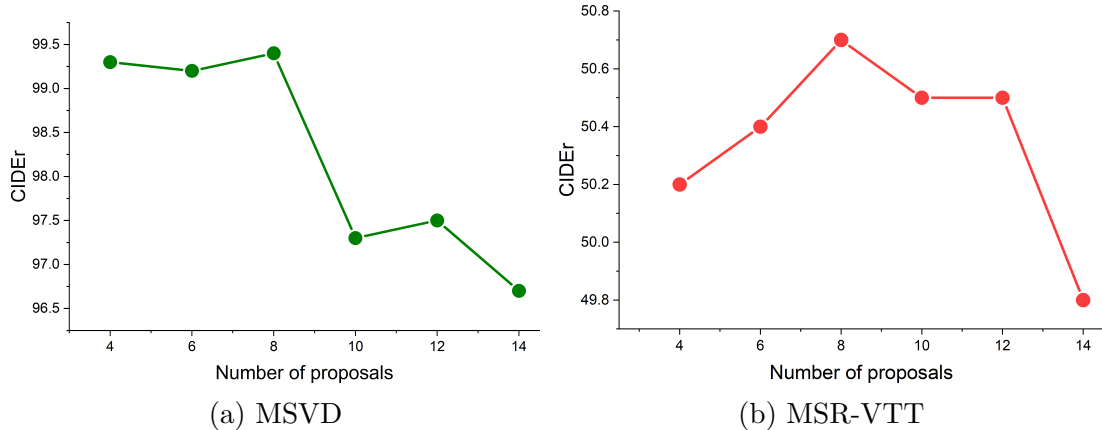 99.5
99.0
98.5
98.0
97.5
97.0
96.5
CIDEr
4 6 8 10 12 14
Number of proposals
(a) MSVD
50.8
50.6
50.4
50.2
50.0
49.8
CIDEr
4 6 8 10 12 14
Number of proposals
(b) MSR-VTT